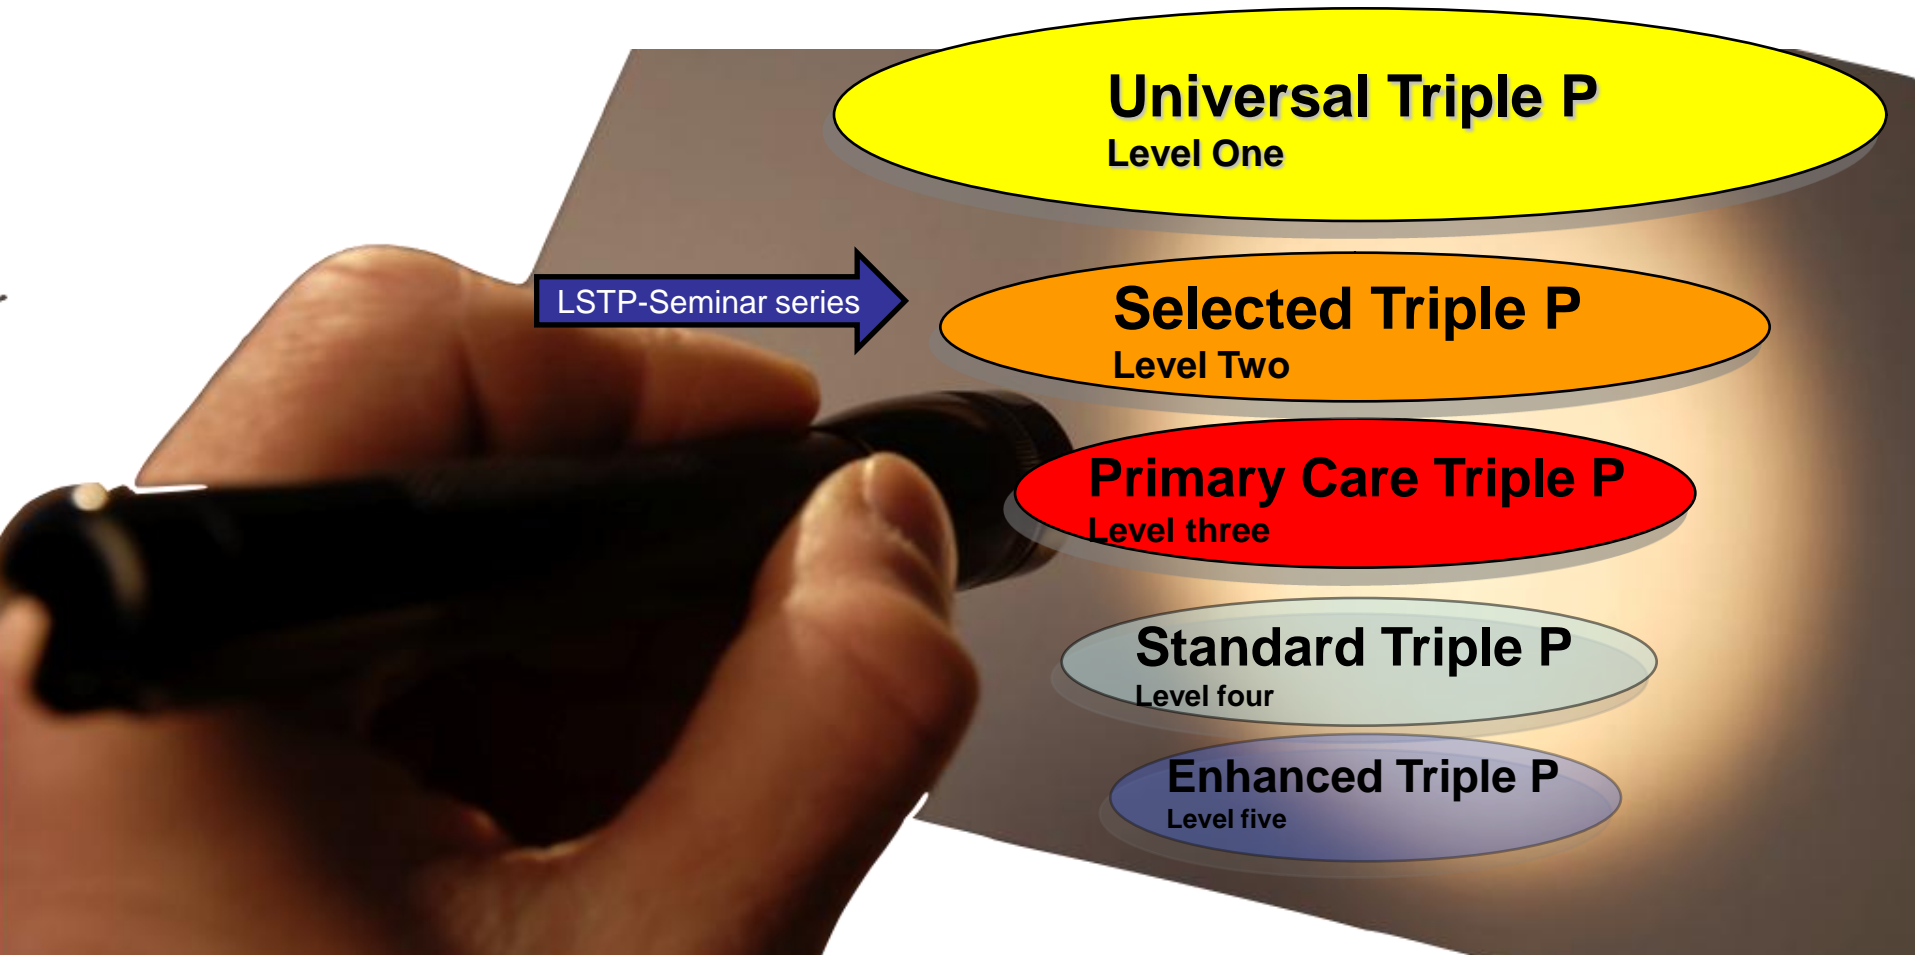 Universal Triple P
Level One
LSTP-Seminar series
Selected Triple P
Level Two
Primary Care Triple P
Level three
Standard Triple P
Level four
Enhanced Triple P
Level five